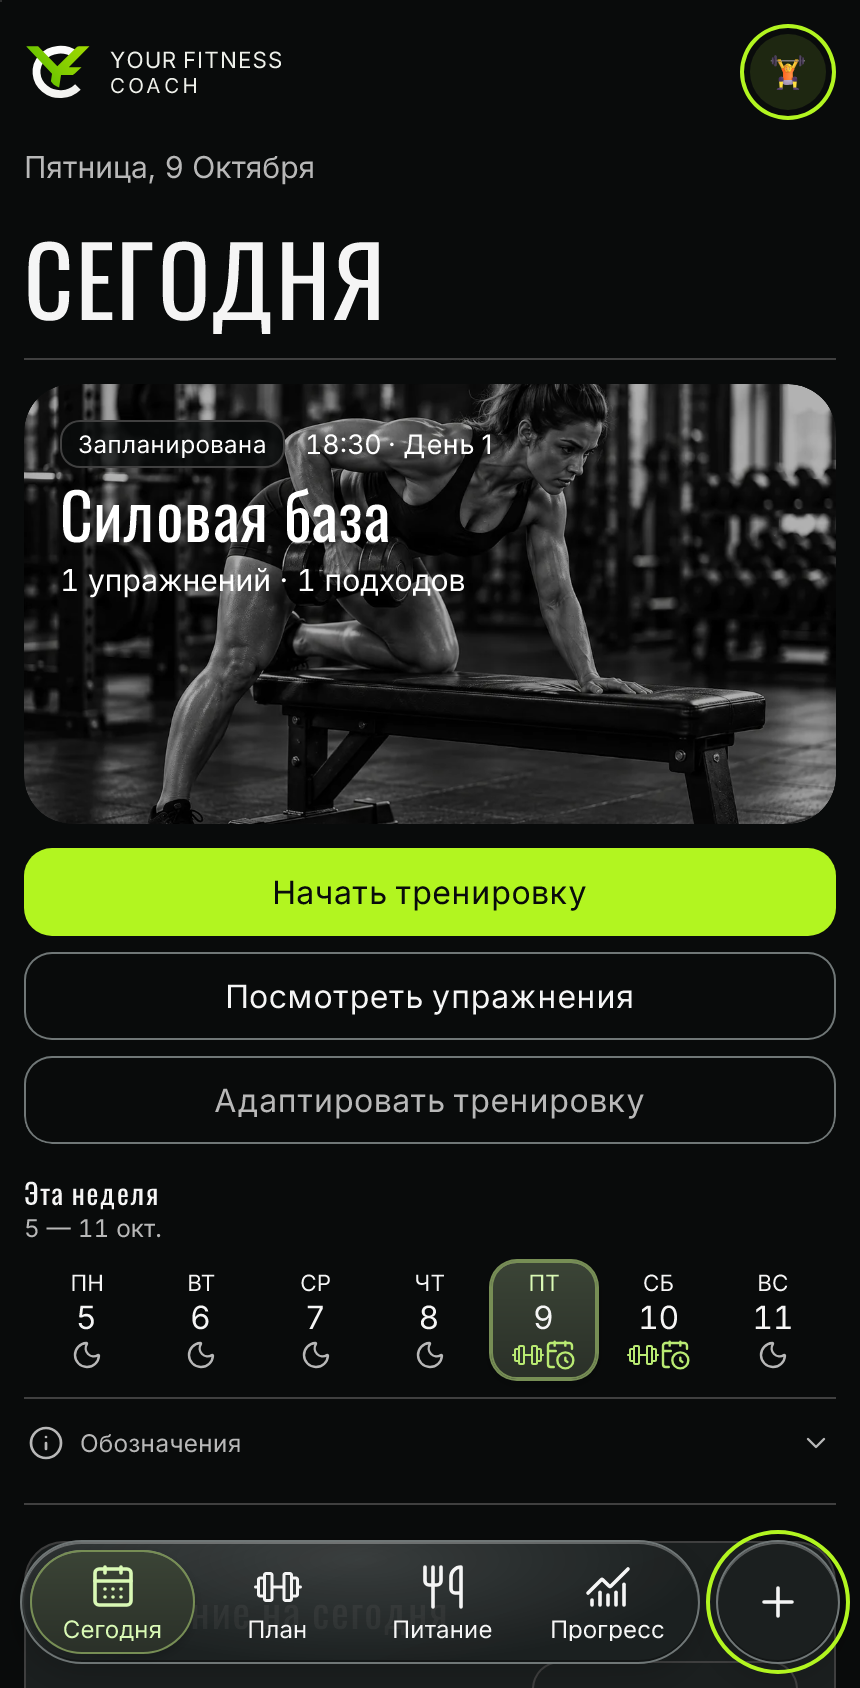 YOUR FITNESS
COACH
Пятница, 9 Октября
СЕГОДНЯ
Запланирована 18:30 · День 1
Силовая база
1 упражнений · 1 подходов
Начать тренировку
Посмотреть упражнения
Адаптировать тренировку
Эта неделя
5 — 11 окт.
ПН ВТ СР ЧТ ПТ СБ ВС
5 6 7 8 9 10 11
Обозначения
на сегодня
Сегодня План Питание Прогресс